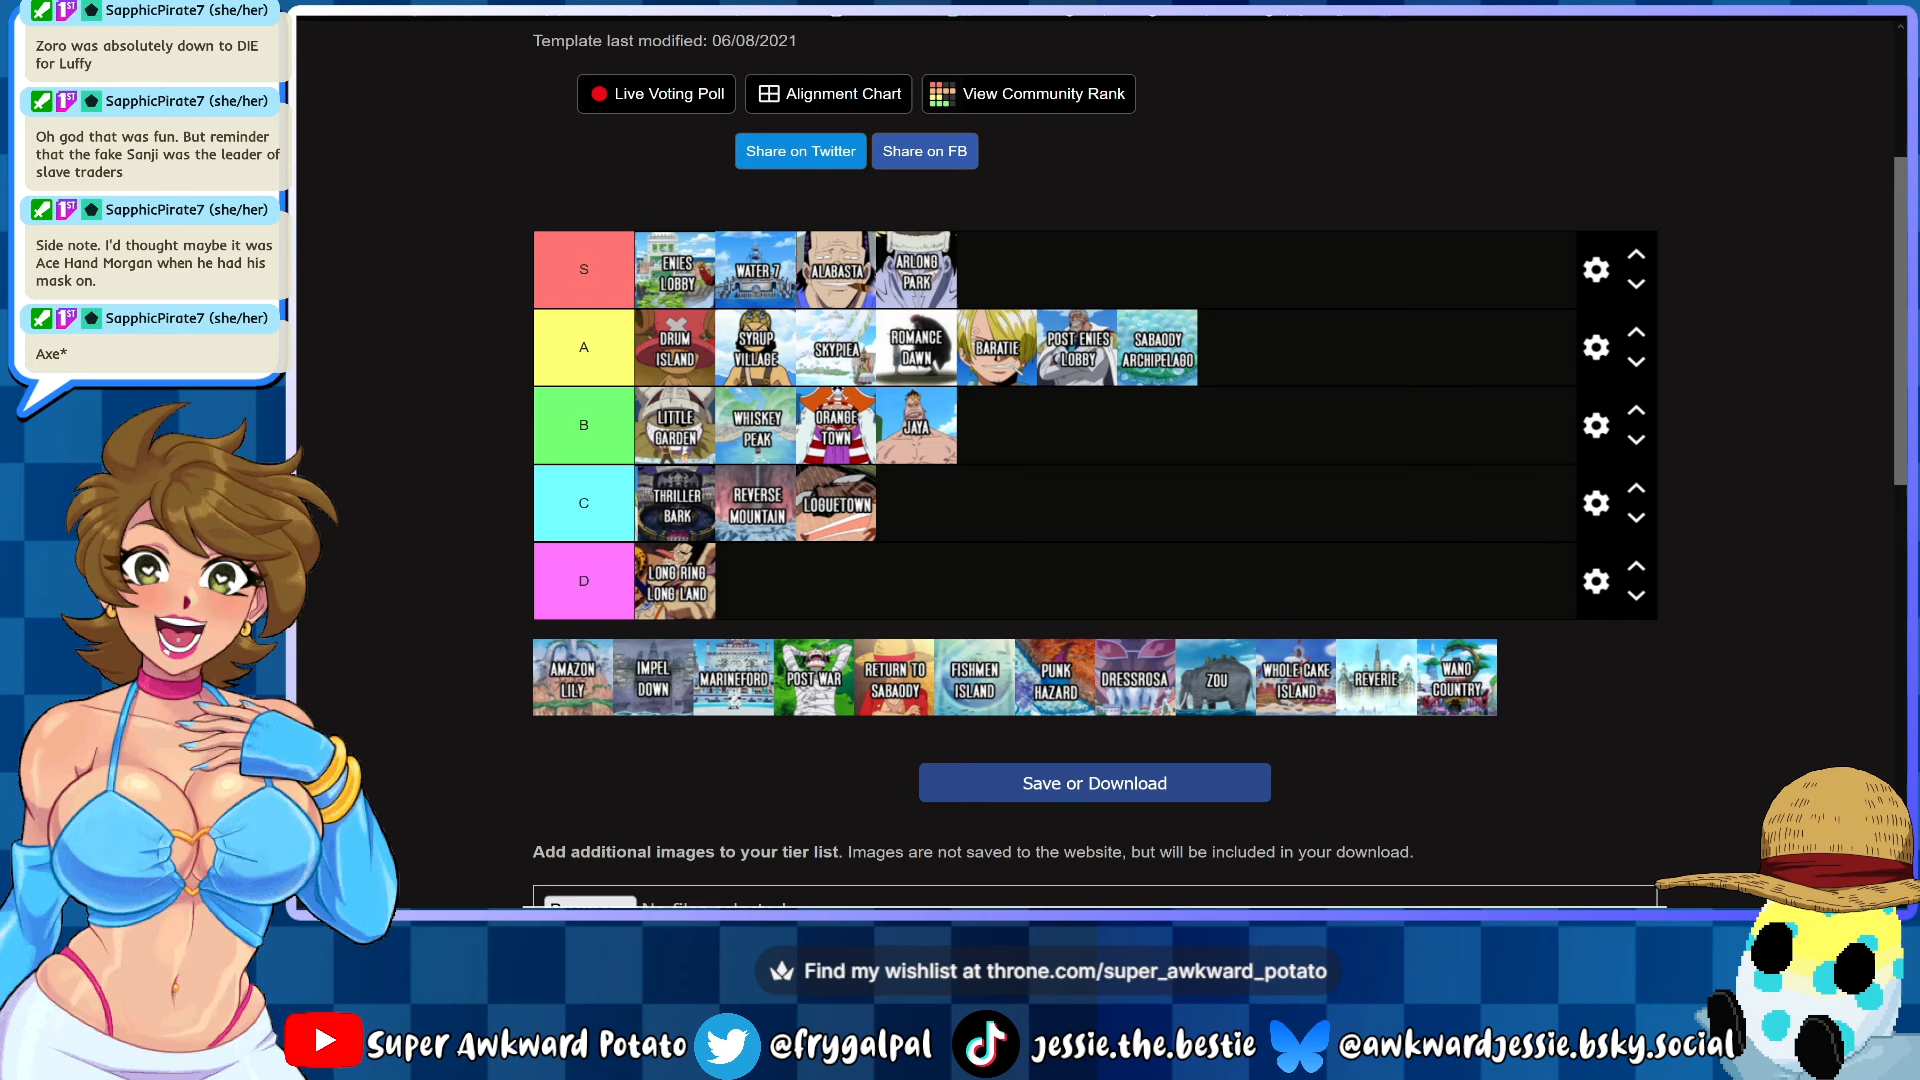 SapphicPirate7 (she/her)
Zoro was absolutely down to DIE
for Luffy
SapphicPirate7 (she/her)
Oh god that was fun. But reminder
that the fake Sanji was the leader of
slave traders
SapphicPirate7 (she/her)
Side note. I'd thought maybe it was
Ace Hand Morgan when he had his
mask on.
SapphicPirate7 (she/her)
Axe*
Template last modified: 06/08/2021
Live Voting Poll
Alignment Chart
View Community Rank
Share on Twitter
Share on FB
S
ENIES
LOBBY
WATER 7
ALABASTA
ARLONG
PARK
A
DRUM
ISLAND
SYRUP
VILLAGE
SKYPIEA
ROMANCE
DAWN
BARATIE
POST ENIES
LOBBY
SABAODY
ARCHIPELAGO
B
LITTLE
GARDEN
WHISKEY
PEAK
ORANGE
TOWN
JAYA
C
THRILLER
BARK
REVERSE
MOUNTAIN
LOGUETOWN
D
LONG RING
LONG LAND
AMAZON
LILY
IMPEL
DOWN
MARINEFORD
POST WAR
RETURN TO
SABAODY
FISHMEN
ISLAND
PUNK
HAZARD
DRESSROSA
ZOU
WHOLE CAKE
ISLAND
REVERIE
WANO
COUNTRY
Save or Download
Add additional images to your tier list. Images are not saved to the website, but will be included in your download.
Find my wishlist at throne.com/super_awkward_potato
Super Awkward Potato
@frygalpal
jessie.the.bestie
@awkwardjessie.bsky.social